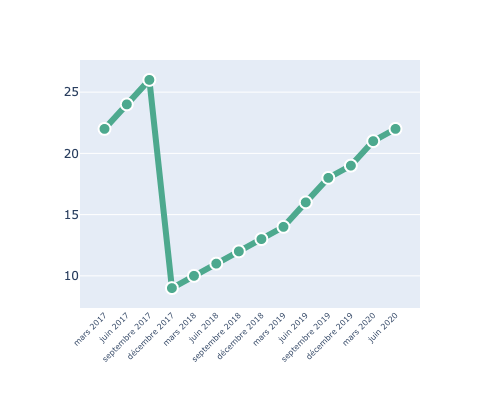 25
20
15
10
mars 2017
juin 2017
septembre 2017
décembre 2017
mars 2018
juin 2018
septembre 2018
décembre 2018
mars 2019
juin 2019
septembre 2019
décembre 2019
mars 2020
juin 2020